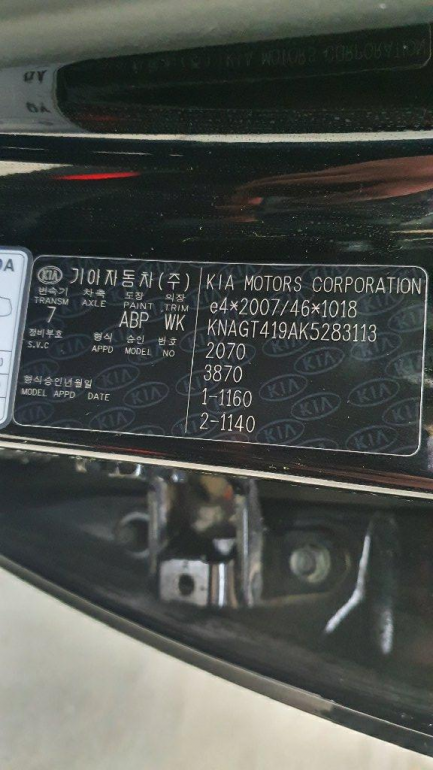 KIA 기아자동차(주)
변속기 차축 도장 의장
TRANSM AXLE PAINT TRIM
7 ABP WK
정비부호 형식 승인 번호
S.V.C APPD MODEL NO
형식승인년월일
MODEL APPD DATE
KIA MOTORS CORPORATION
e4*2007/46*1018
KNAGT419AK5283113
2070
3870
1-1160
2-1140